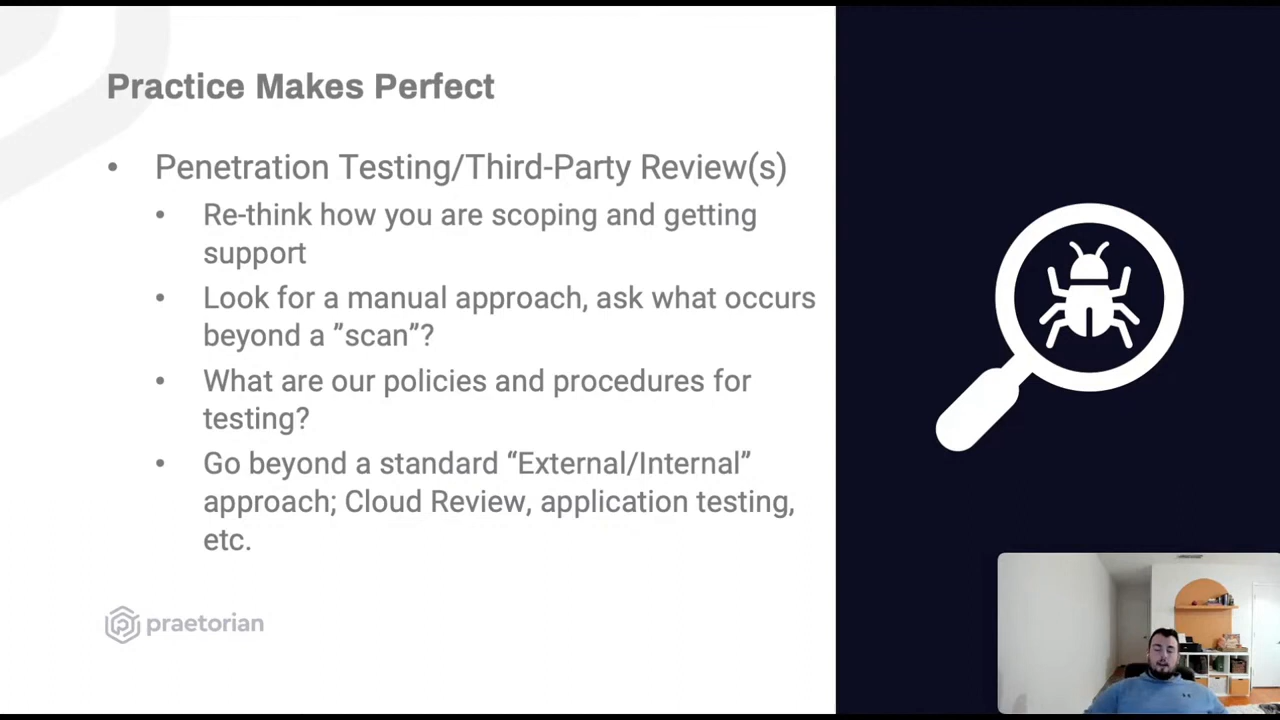 Practice Makes Perfect
• Penetration Testing/Third-Party Review(s)
• Re-think how you are scoping and getting
support
• Look for a manual approach, ask what occurs
beyond a ”scan”?
• What are our policies and procedures for
testing?
• Go beyond a standard “External/Internal”
approach; Cloud Review, application testing,
etc.
praetorian